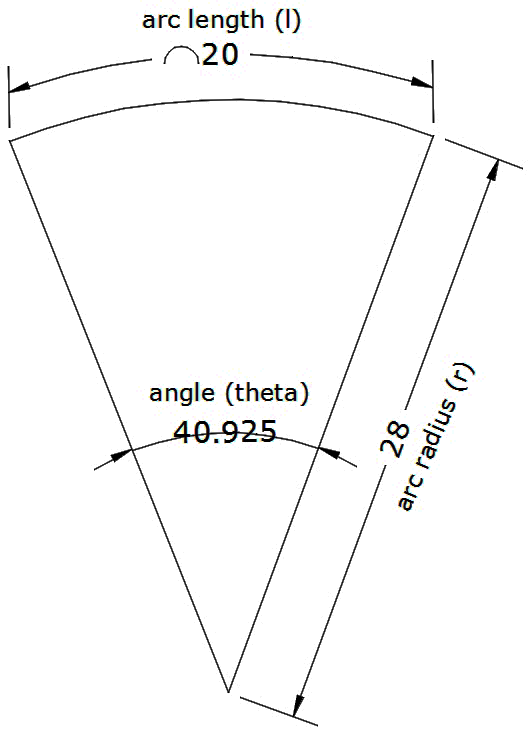 arc length (l)
⌒20
angle (theta)
40.925
28
arc radius (r)